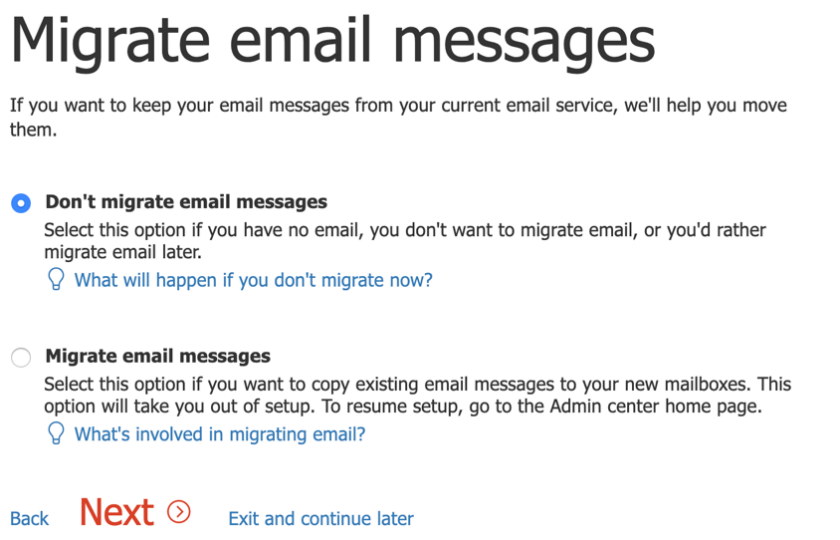 Migrate email messages
If you want to keep your email messages from your current email service, we'll help you move
them.
Don't migrate email messages
Select this option if you have no email, you don't want to migrate email, or you'd rather
migrate email later.
What will happen if you don't migrate now?
Migrate email messages
Select this option if you want to copy existing email messages to your new mailboxes. This
option will take you out of setup. To resume setup, go to the Admin center home page.
What's involved in migrating email?
Back Next Exit and continue later